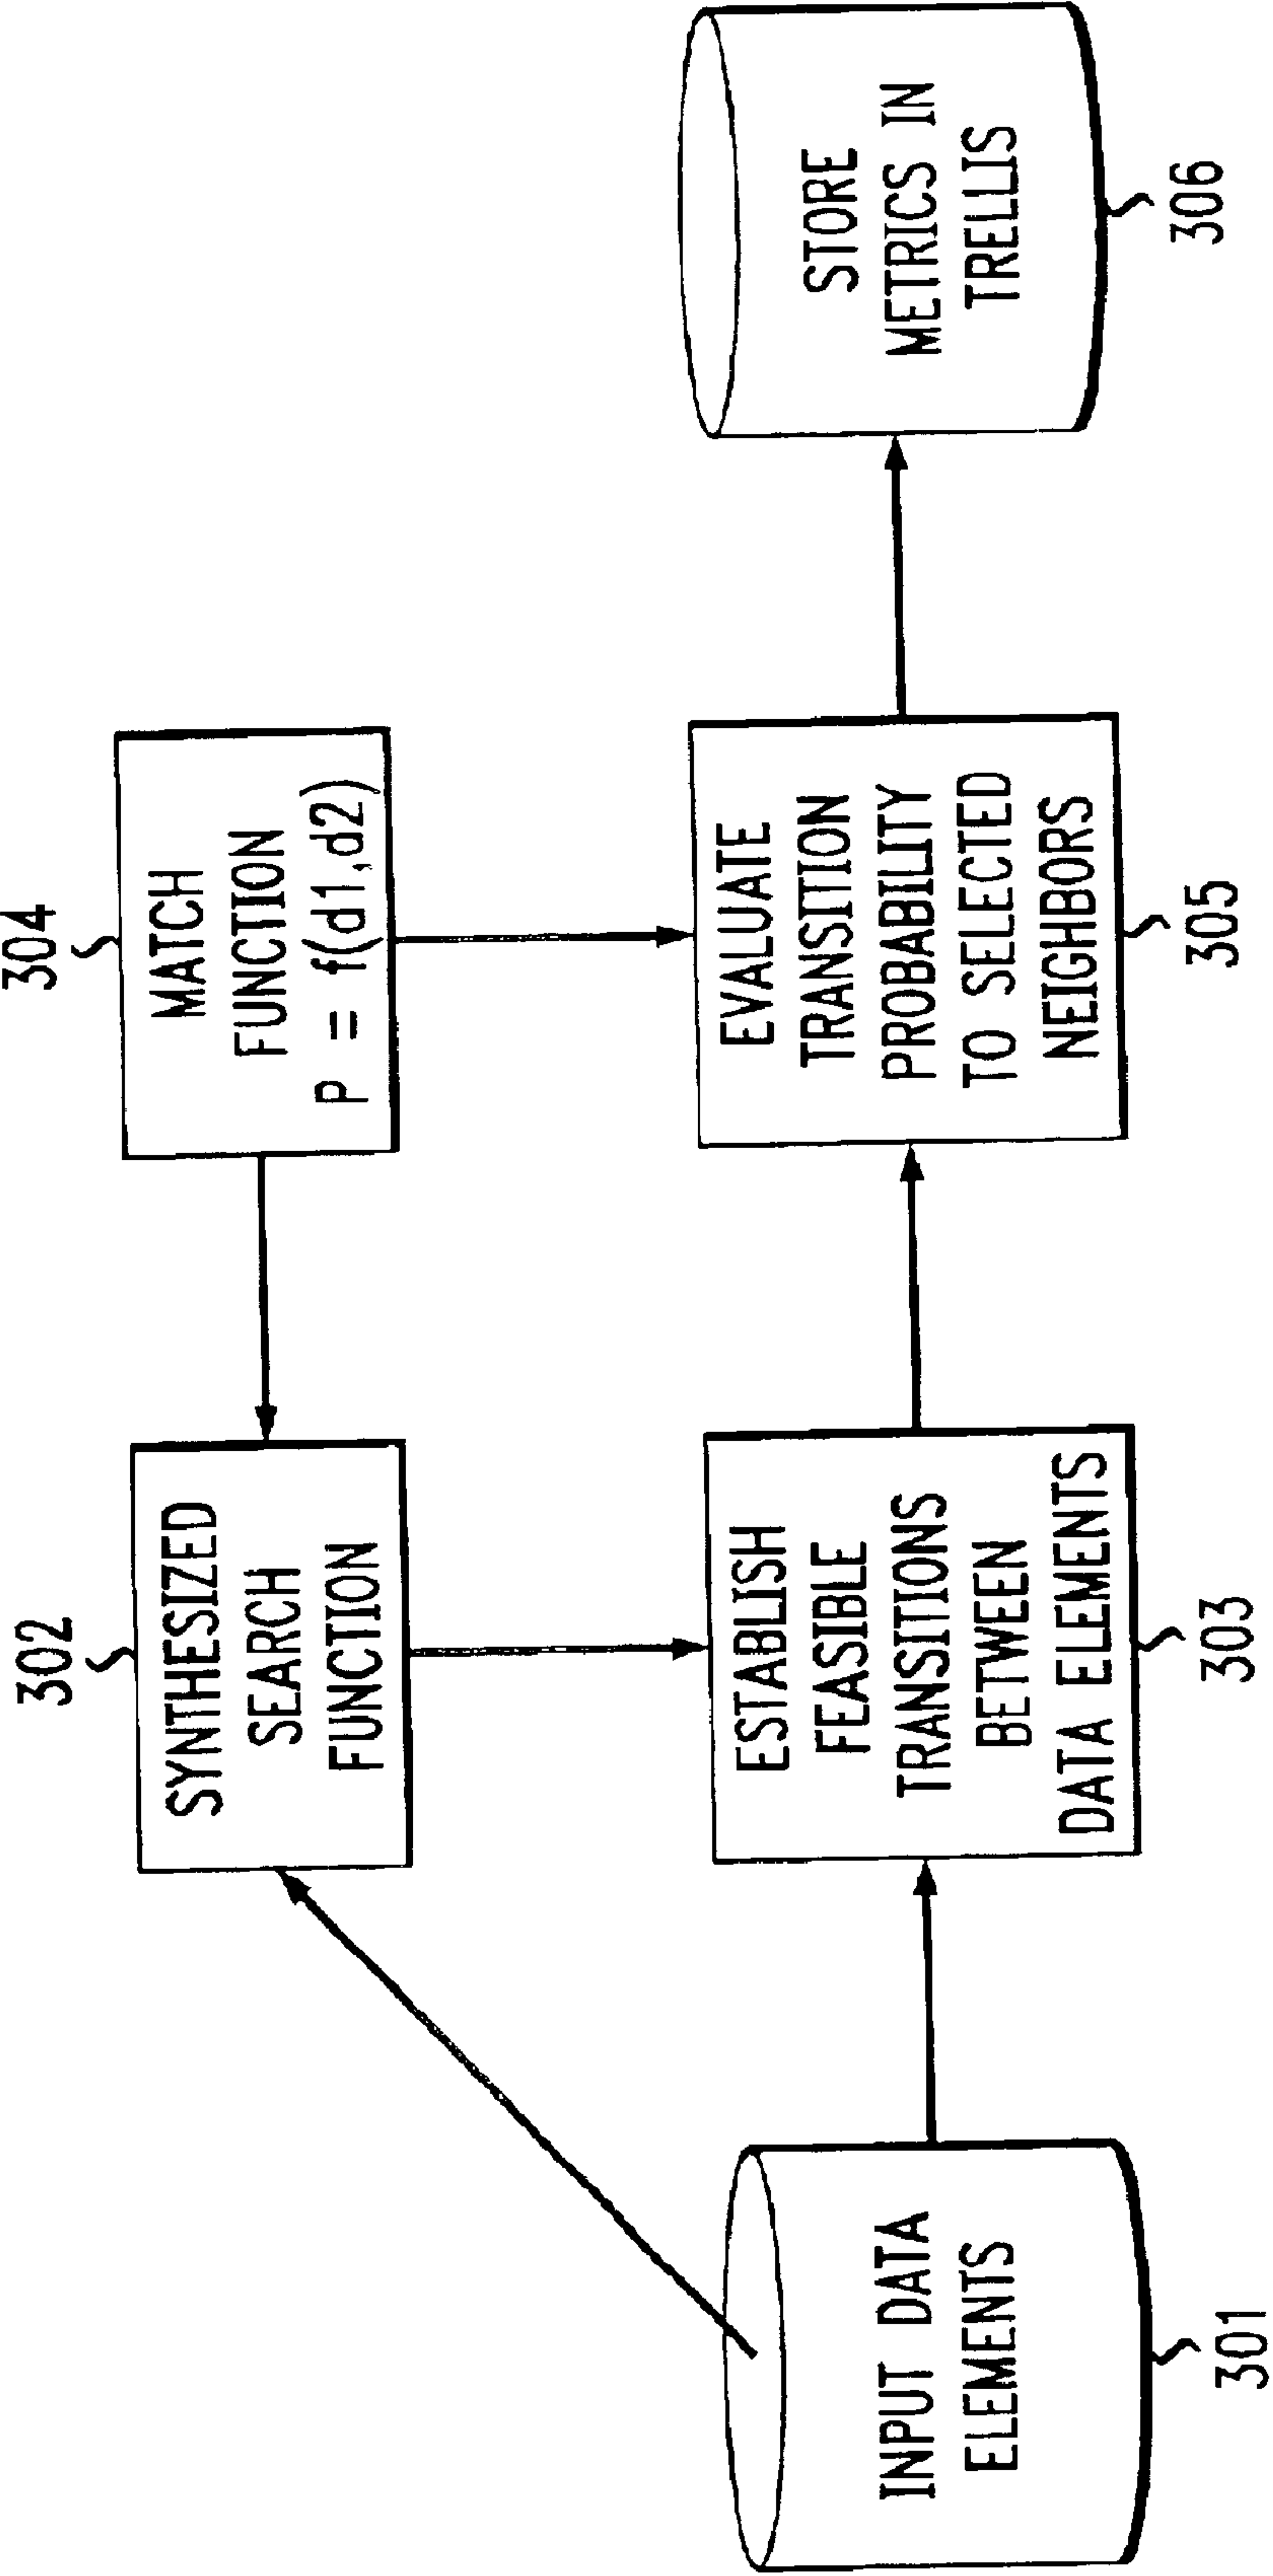 304
MATCH
FUNCTION
P = f(d1,d2)
302
SYNTHESIZED
SEARCH
FUNCTION
INPUT DATA
ELEMENTS
301
ESTABLISH
FEASIBLE
TRANSITIONS
BETWEEN
DATA ELEMENTS
303
EVALUATE
TRANSITION
PROBABILITY
TO SELECTED
NEIGHBORS
305
STORE
METRICS IN
TRELLIS
306